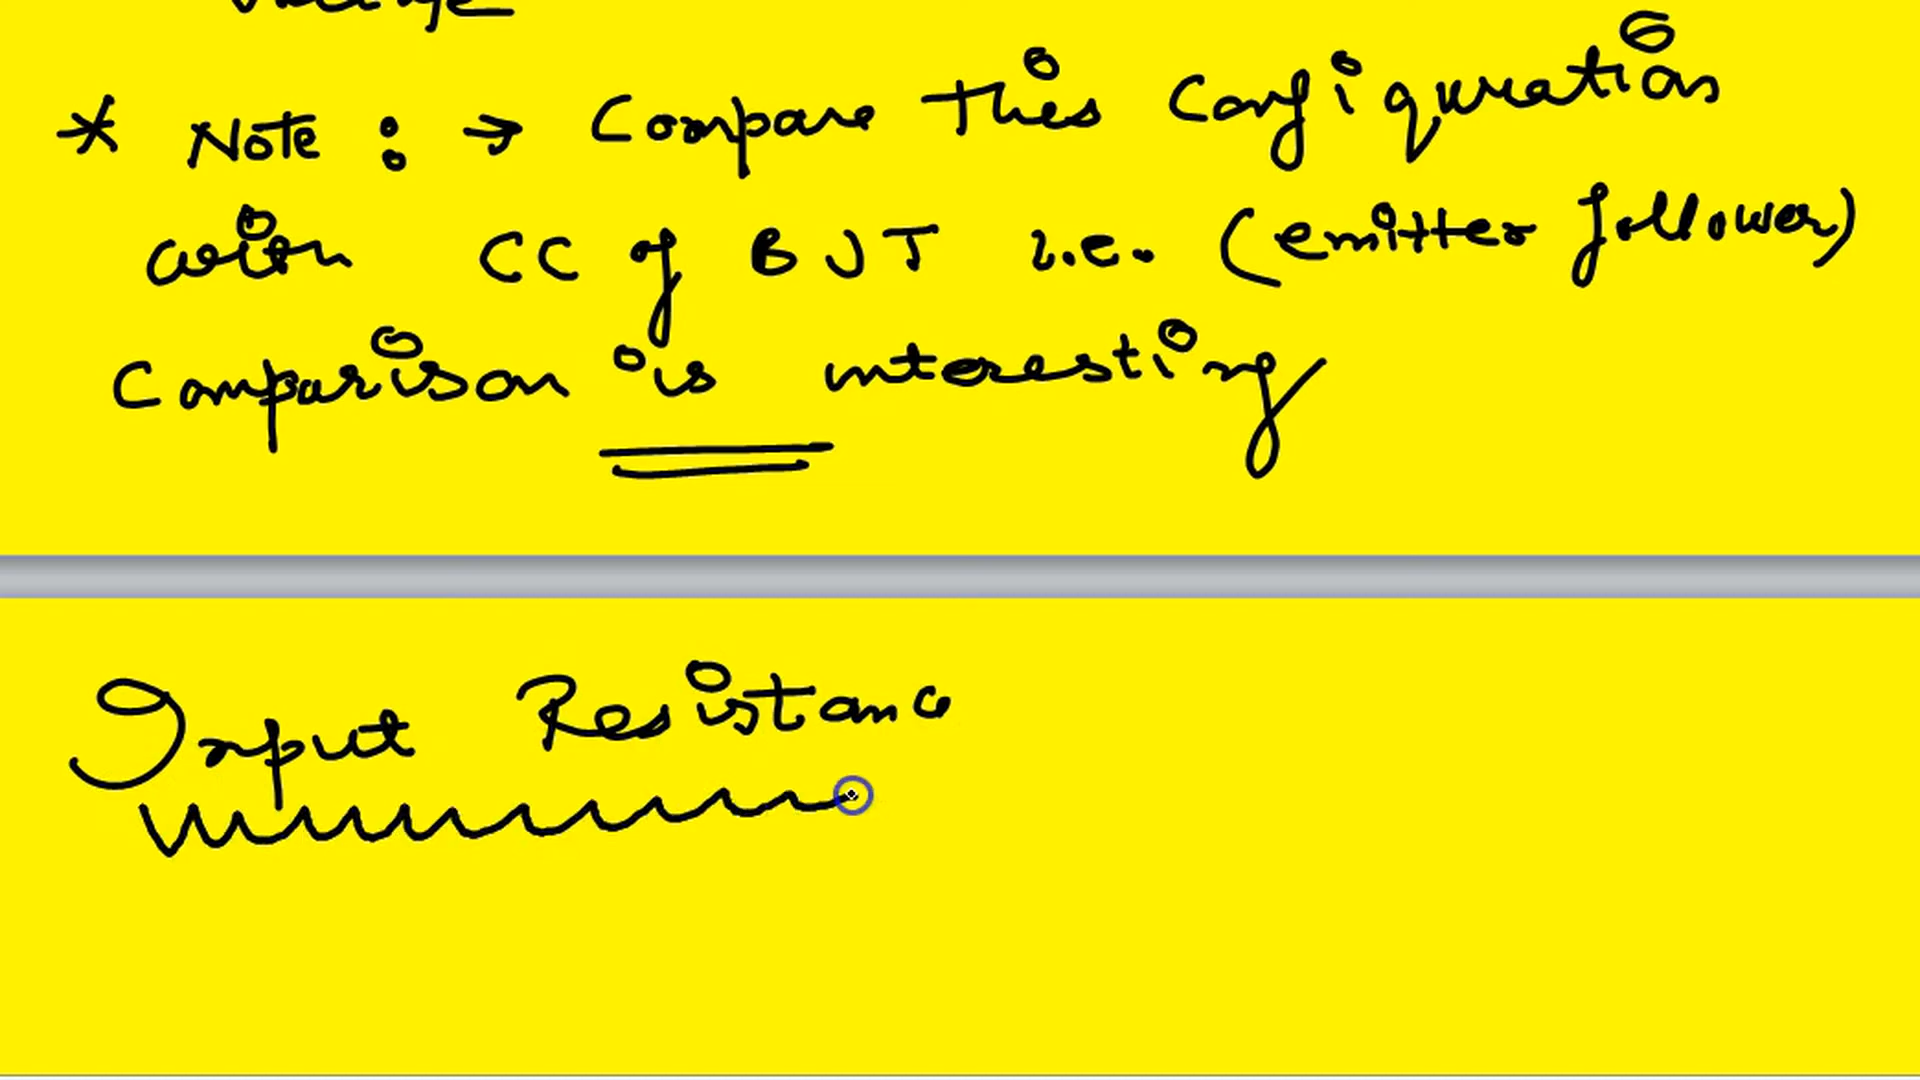 * Note : → Compare this Configuration
with CC of BJT i.e. (emitter follower)
Comparison is interesting
Input Resistance